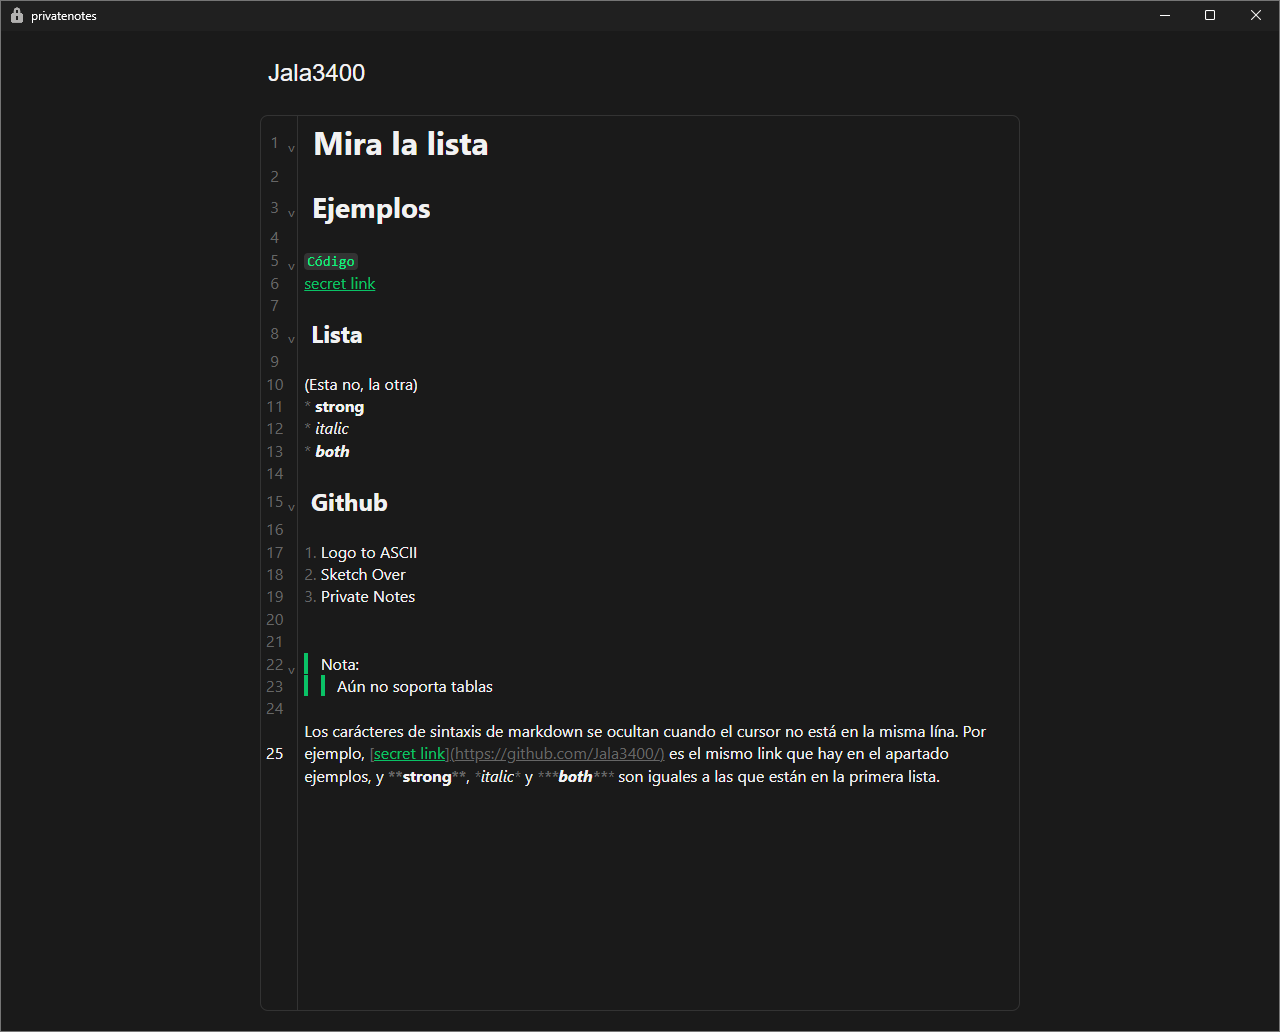 privatenotes
Jala3400
1 v Mira la lista
2
3 v Ejemplos
4
5 v Código
6 secret link
7
8 v Lista
9
10 (Esta no, la otra)
11 * strong
12 * italic
13 * both
14
15 v Github
16
17 1. Logo to ASCII
18 2. Sketch Over
19 3. Private Notes
20
21
22 v Nota:
23 Aún no soporta tablas
24
Los carácteres de sintaxis de markdown se ocultan cuando el cursor no está en la misma lína. Por
25 ejemplo, [secret link](https://github.com/Jala3400/) es el mismo link que hay en el apartado
ejemplos, y **strong**, *italic* y ***both*** son iguales a las que están en la primera lista.